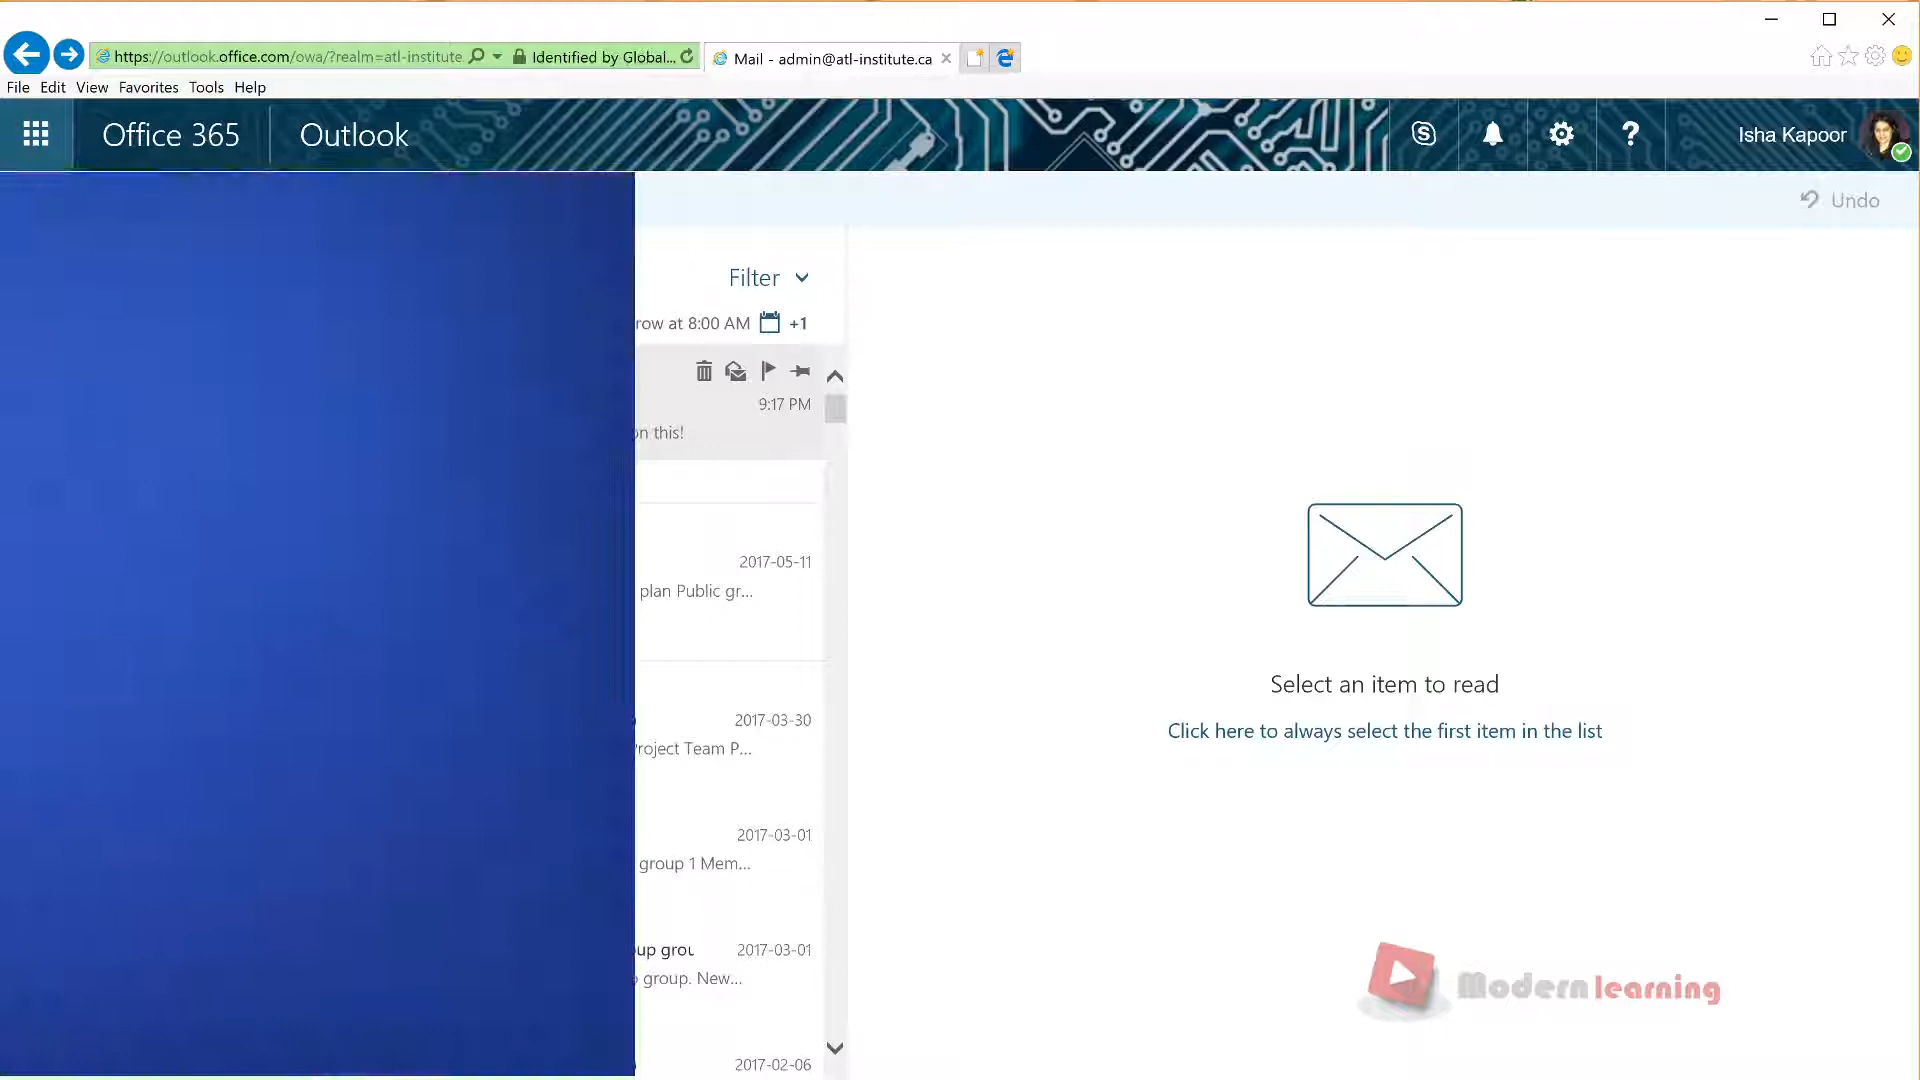 https://outlook.office.com/owa/?realm=atl-institute
Identified by Global...
Mail - admin@atl-institute.ca
File Edit View Favorites Tools Help
Office 365
Outlook
Isha Kapoor
Undo
Filter
row at 8:00 AM
+1
9:17 PM
on this!
2017-05-11
plan Public gr...
2017-03-30
roject Team P...
2017-03-01
group 1 Mem...
up grou
2017-03-01
group. New...
2017-02-06
Select an item to read
Click here to always select the first item in the list
Modern learning